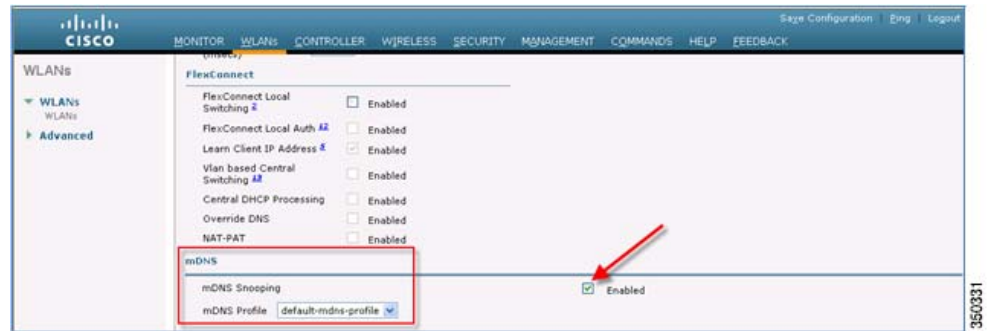 Save Configuration | Ping | Logout
CISCO
MONITOR WLANs CONTROLLER WIRELESS SECURITY MANAGEMENT COMMANDS HELP FEEDBACK
WLANs
(msecs)
FlexConnect
WLANs
WLANs
Advanced
FlexConnect Local
Switching 2 Enabled
FlexConnect Local Auth 12 Enabled
Learn Client IP Address Enabled
Vlan based Central
Switching Enabled
Central DHCP Processing Enabled
Override DNS Enabled
NAT-PAT Enabled
mDNS
mDNS Snooping Enabled
mDNS Profile default-mdns-profile
350331